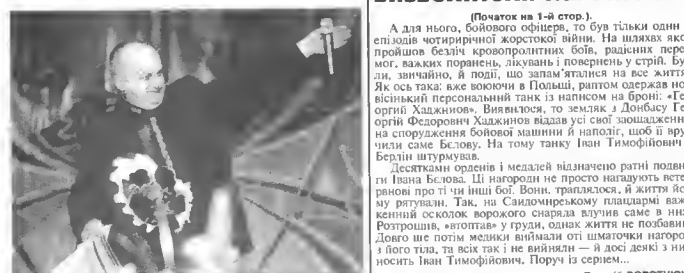 (Початок на 1-й стор.).
А для нього, бойового офіцера, то був тільки один
епізодів чотирирічної жорстокої війни. На шляхах яко
пройшов безліч кровопролитних боїв, радісних пере
мог, важких поранень, лікувань і повернень у стрій. Бу
ли, звичайно, й події, що запам'яталися на все життя
Як ось така: вже воюючи в Польщі, раптом одержав но
вісінький персональний танк із написом на броні: «Ге
оргий Хаджинов». Виявилося, то земляк з Донбасу Ге
оргій Федорович Хаджинов віддав усі свої заощадженн
на спорудження бойової машини й наполіг, щоб її вру
чили саме Бєлову. На тому танку Іван Тимофійович
Берлін штурмував.
Десятками орденів і медалей відзначено ратні подви
ги Івана Бєлова. Ці нагороди не просто нагадують вете
ранові про ті чи інші бої. Вони, траплялося, й життя йо
му рятували. Так, на Сандомирському плацдармі важ
кенний осколок ворожого снаряда влучив саме в них
Розтрошив, «втоптав» у груди, однак життя не позбавив
Довго ще потім медики виймали оті шматочки нагоро
з його тіла, та всіх так і не вийняли — й досі деякі з ни
носить Іван Тимофійович. Поруч із серцем...